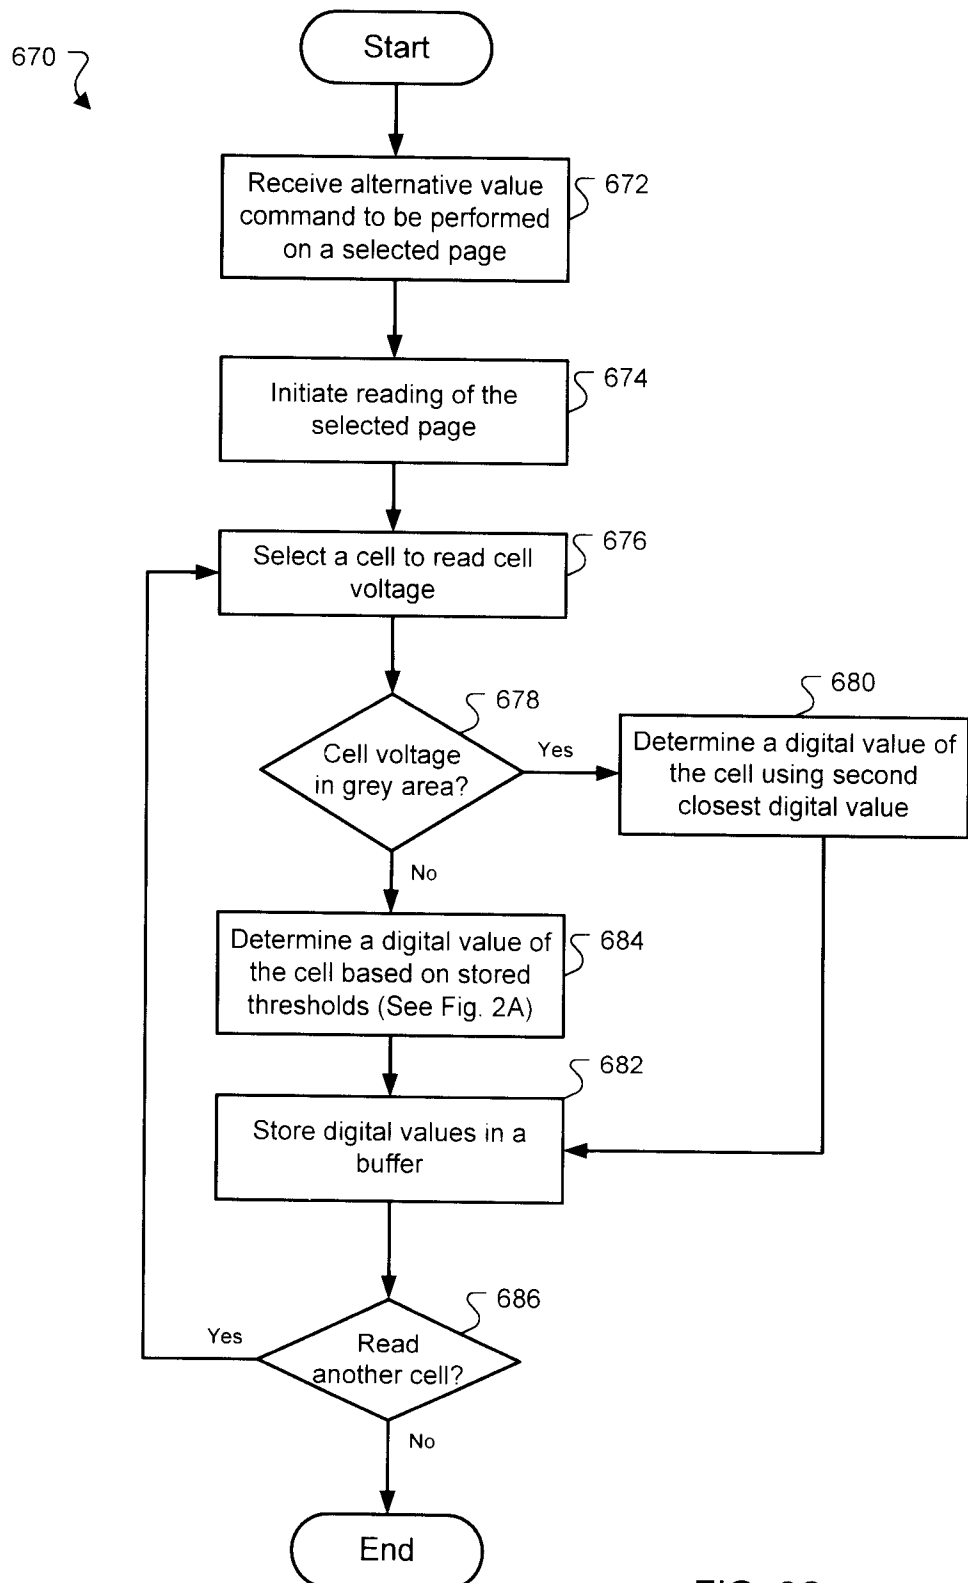 Start
670
Receive alternative value
command to be performed
on a selected page
672
Initiate reading of the
selected page
674
Select a cell to read cell
voltage
676
Cell voltage
in grey area?
678
Yes
Determine a digital value of
the cell using second
closest digital value
680
No
Determine a digital value of
the cell based on stored
thresholds (See Fig. 2A)
684
Store digital values in a
buffer
682
Read
another cell?
686
Yes
No
End